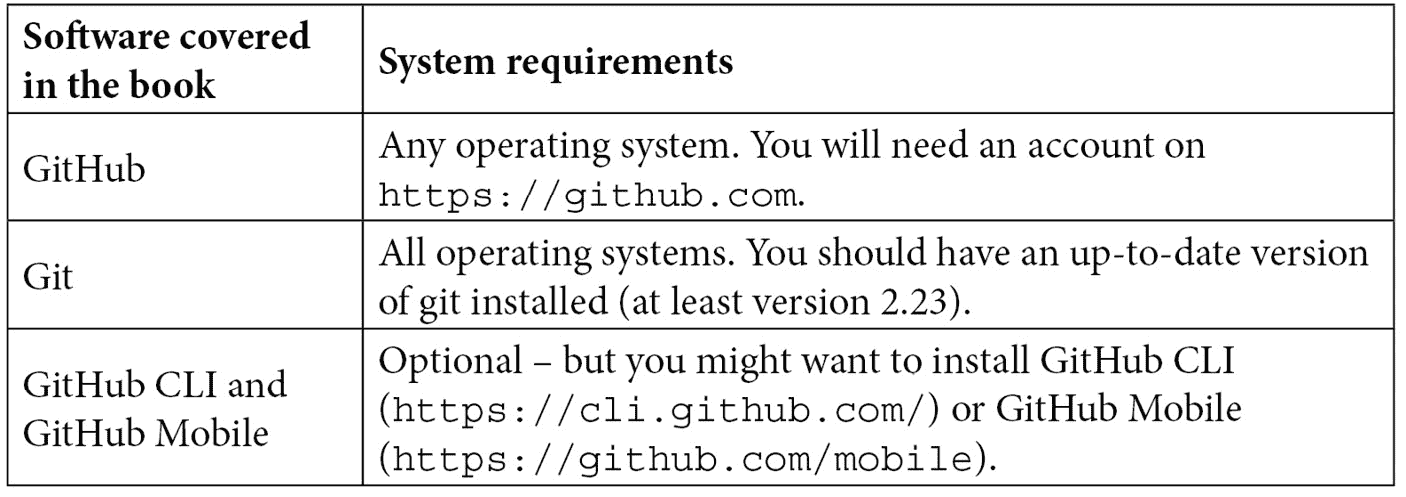 Software covered
in the book
System requirements
GitHub
Any operating system. You will need an account on
https://github.com.
Git
All operating systems. You should have an up-to-date version
of git installed (at least version 2.23).
GitHub CLI and
GitHub Mobile
Optional – but you might want to install GitHub CLI
(https://cli.github.com/) or GitHub Mobile
(https://github.com/mobile).